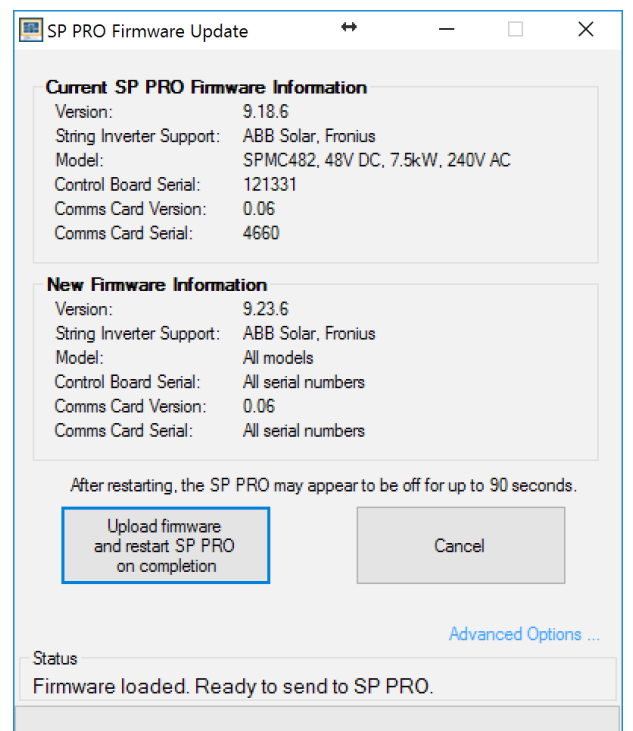 SP PRO Firmware Update
Current SP PRO Firmware Information
Version: 9.18.6
String Inverter Support: ABB Solar, Fronius
Model: SPMC482, 48V DC, 7.5kW, 240V AC
Control Board Serial: 121331
Comms Card Version: 0.06
Comms Card Serial: 4660
New Firmware Information
Version: 9.23.6
String Inverter Support: ABB Solar, Fronius
Model: All models
Control Board Serial: All serial numbers
Comms Card Version: 0.06
Comms Card Serial: All serial numbers
After restarting, the SP PRO may appear to be off for up to 90 seconds.
Upload firmware
and restart SP PRO
on completion
Cancel
Advanced Options ...
Status
Firmware loaded. Ready to send to SP PRO.